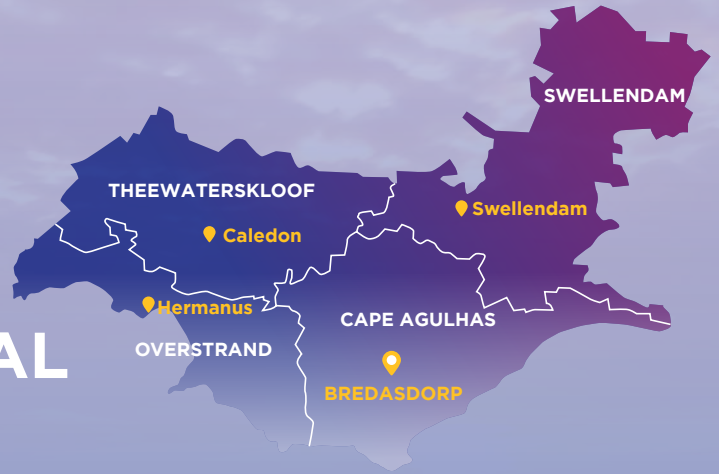 SWELLENDAM
THEEWATERSKLOOF
Swellendam
Caledon
Hermanus
CAPE AGULHAS
OVERSTRAND
AL
BREDASDORP